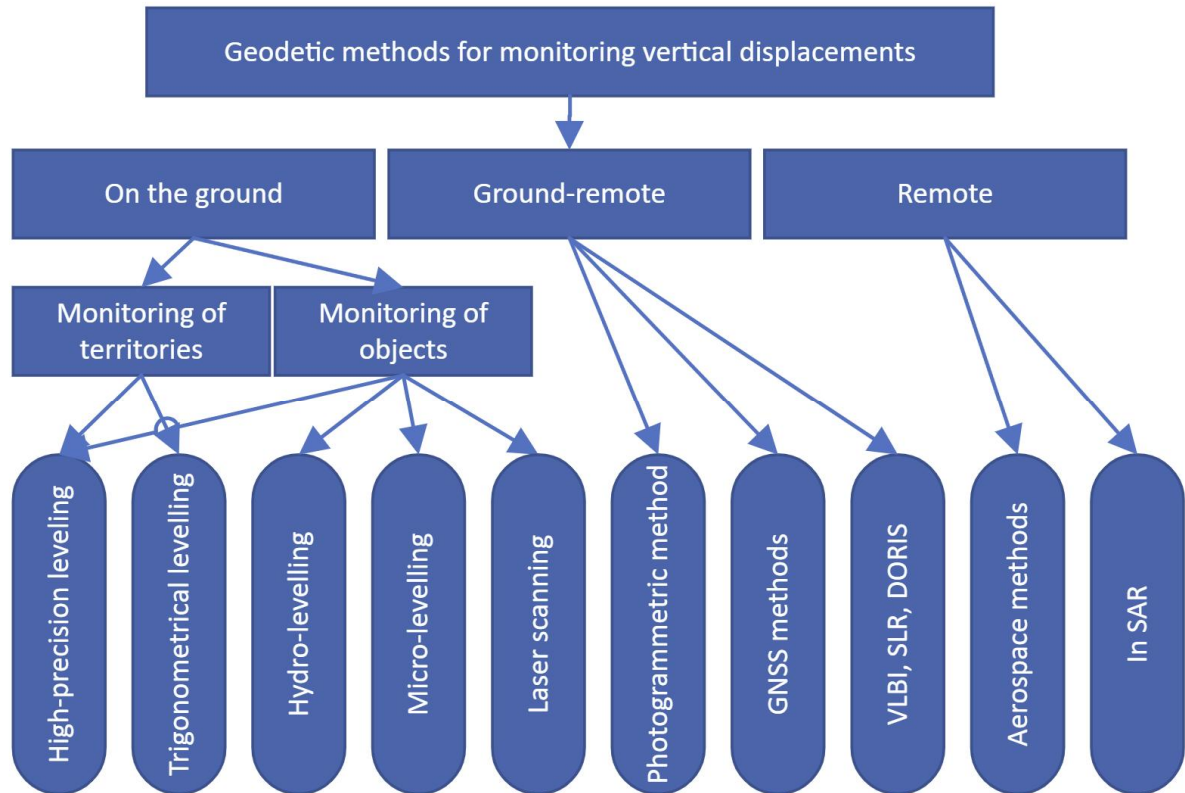 Geodetic methods for monitoring vertical displacements
On the ground
Ground-remote
Remote
Monitoring of
territories
Monitoring of
objects
High-precision leveling
Trigonometrical levelling
Hydro-levelling
Micro-levelling
Laser scanning
Photogrammetric method
GNSS methods
VLBI, SLR, DORIS
Aerospace methods
In SAR